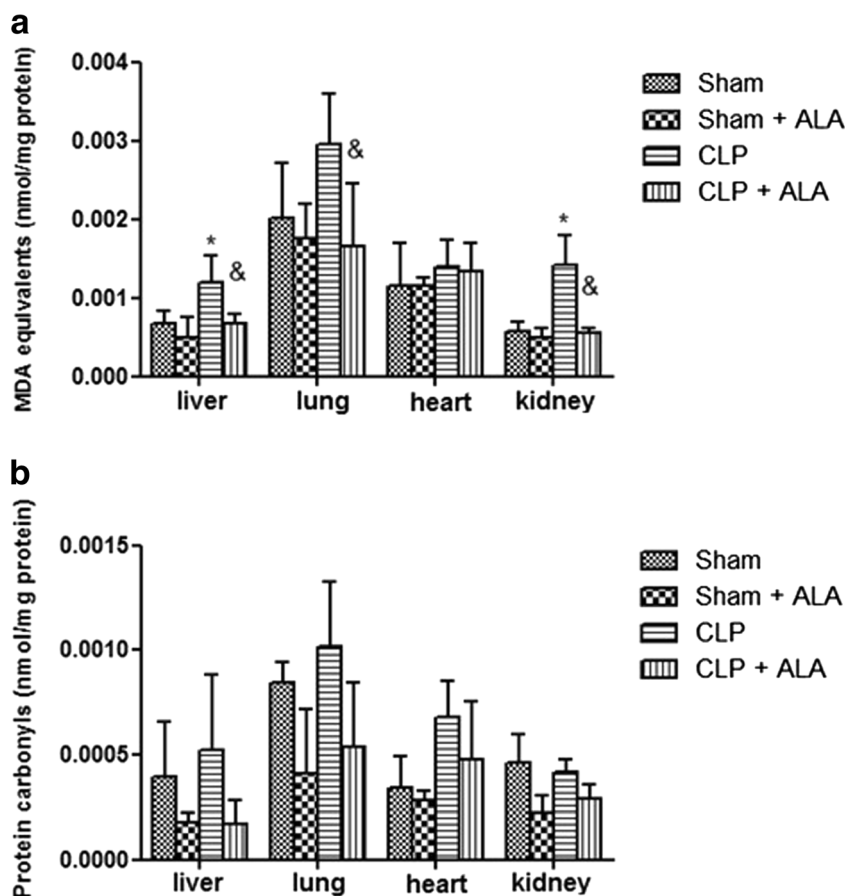 a
MDA equivalents (nmol/mg protein)
0.004
0.003
0.002
0.001
0.000
* & & * &
liver lung heart kidney
Sham
Sham + ALA
CLP
CLP + ALA
b
Protein carbonyls (nmol/mg protein)
0.0015
0.0010
0.0005
0.0000
liver lung heart kidney
Sham
Sham + ALA
CLP
CLP + ALA